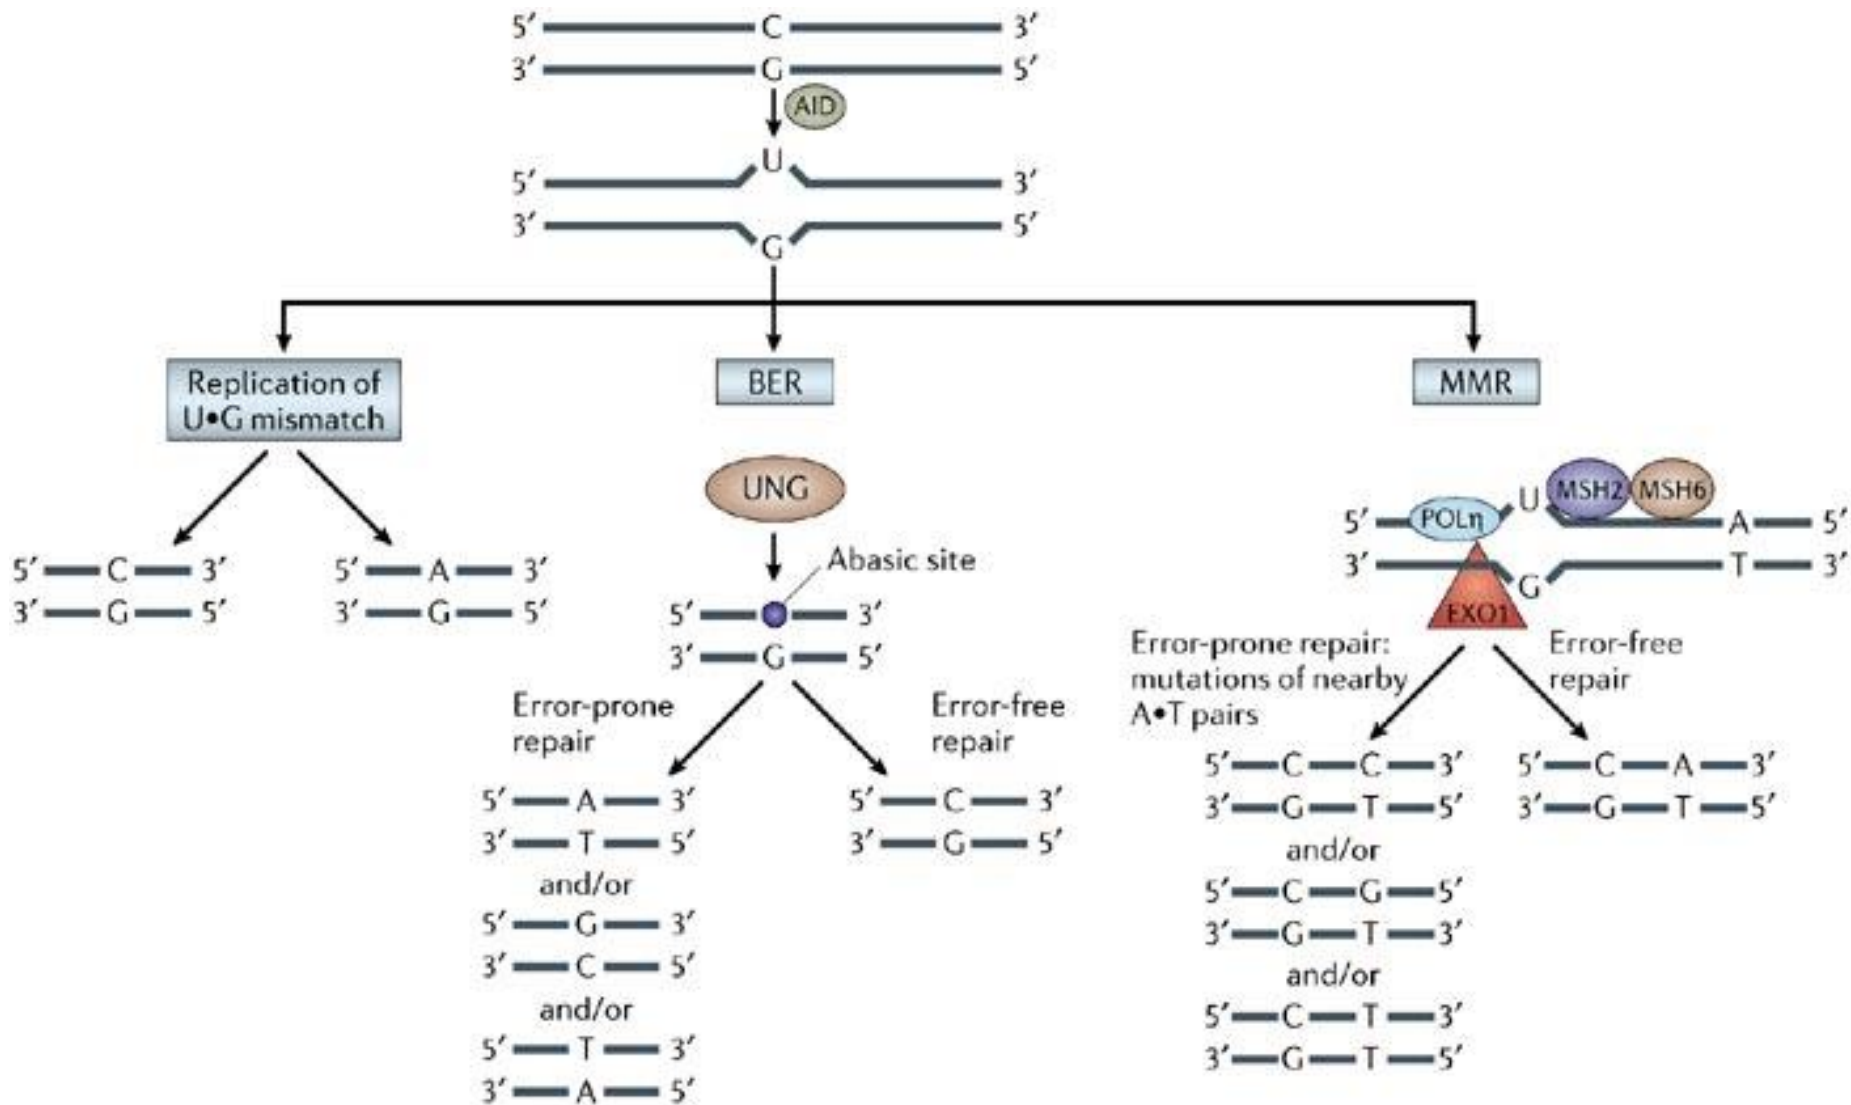 5′ C 3′
3′ G 5′
AID
U
5′ 3′
3′ 5′
G
Replication of
U•G mismatch
5′ C 3′
3′ G 5′
5′ A 3′
3′ G 5′
BER
UNG
Abasic site
5′ 3′
3′ G 5′
Error-prone
repair
Error-free
repair
5′ A 3′
3′ T 5′
and/or
5′ G 3′
3′ C 5′
and/or
5′ T 3′
3′ A 5′
5′ C 3′
3′ G 5′
MMR
U MSH2 MSH6
5′ POLη A 5′
3′ T 3′
G
EXO1
Error-prone repair:
mutations of nearby
A•T pairs
Error-free
repair
5′ C C 3′
3′ G T 5′
and/or
5′ C G 5′
3′ G T 3′
and/or
5′ C T 3′
3′ G T 5′
5′ C A 3′
3′ G T 5′